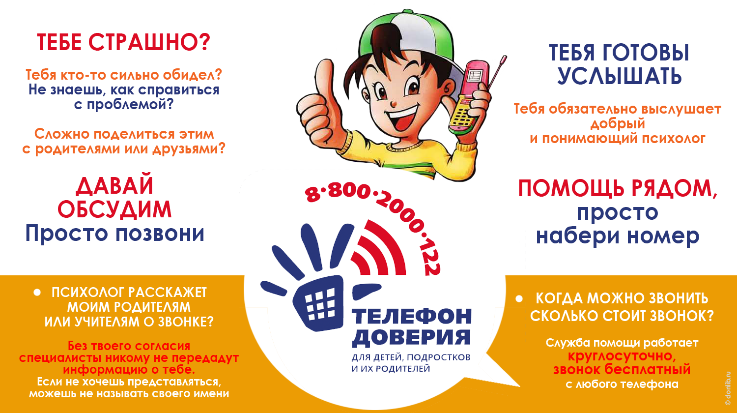 ТЕБЕ СТРАШНО?
Тебя кто-то сильно обидел?
Не знаешь, как справиться
с проблемой?
Сложно поделиться этим
с родителями или друзьями?
ДАВАЙ
ОБСУДИМ
Просто позвони
8·800·2000·122
ТЕЛЕФОН
ДОВЕРИЯ
ДЛЯ ДЕТЕЙ, ПОДРОСТКОВ
И ИХ РОДИТЕЛЕЙ
ТЕБЯ ГОТОВЫ
УСЛЫШАТЬ
Тебя обязательно выслушает
добрый
и понимающий психолог
ПОМОЩЬ РЯДОМ,
просто
набери номер
• ПСИХОЛОГ РАССКАЖЕТ
МОИМ РОДИТЕЛЯМ
ИЛИ УЧИТЕЛЯМ О ЗВОНКЕ?
Без твоего согласия
специалисты никому не передадут
информацию о тебе.
Если не хочешь представляться,
можешь не называть своего имени
• КОГДА МОЖНО ЗВОНИТЬ
СКОЛЬКО СТОИТ ЗВОНОК?
Служба помощи работает
круглосуточно,
звонок бесплатный
с любого телефона